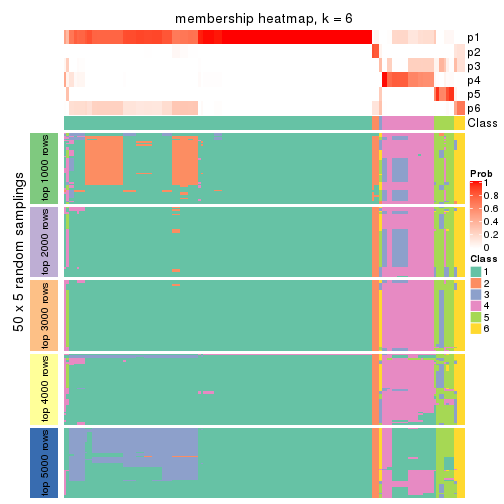 membership heatmap, k = 6
p1
p2
p3
p4
p5
p6
Class
50 x 5 random samplings
top 1000 rows
top 2000 rows
top 3000 rows
top 4000 rows
top 5000 rows
Prob
1
0.8
0.6
0.4
0.2
0
Class
1
2
3
4
5
6